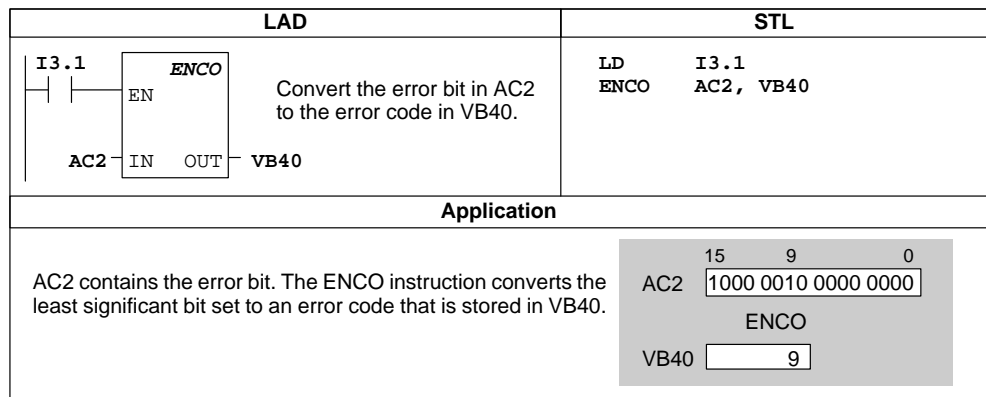 LAD
STL
I3.1
ENCO
EN
Convert the error bit in AC2
to the error code in VB40.
AC2 IN OUT VB40
LD I3.1
ENCO AC2, VB40
Application
AC2 contains the error bit. The ENCO instruction converts the
least significant bit set to an error code that is stored in VB40.
15 9 0
AC2 1000 0010 0000 0000
ENCO
VB40 9